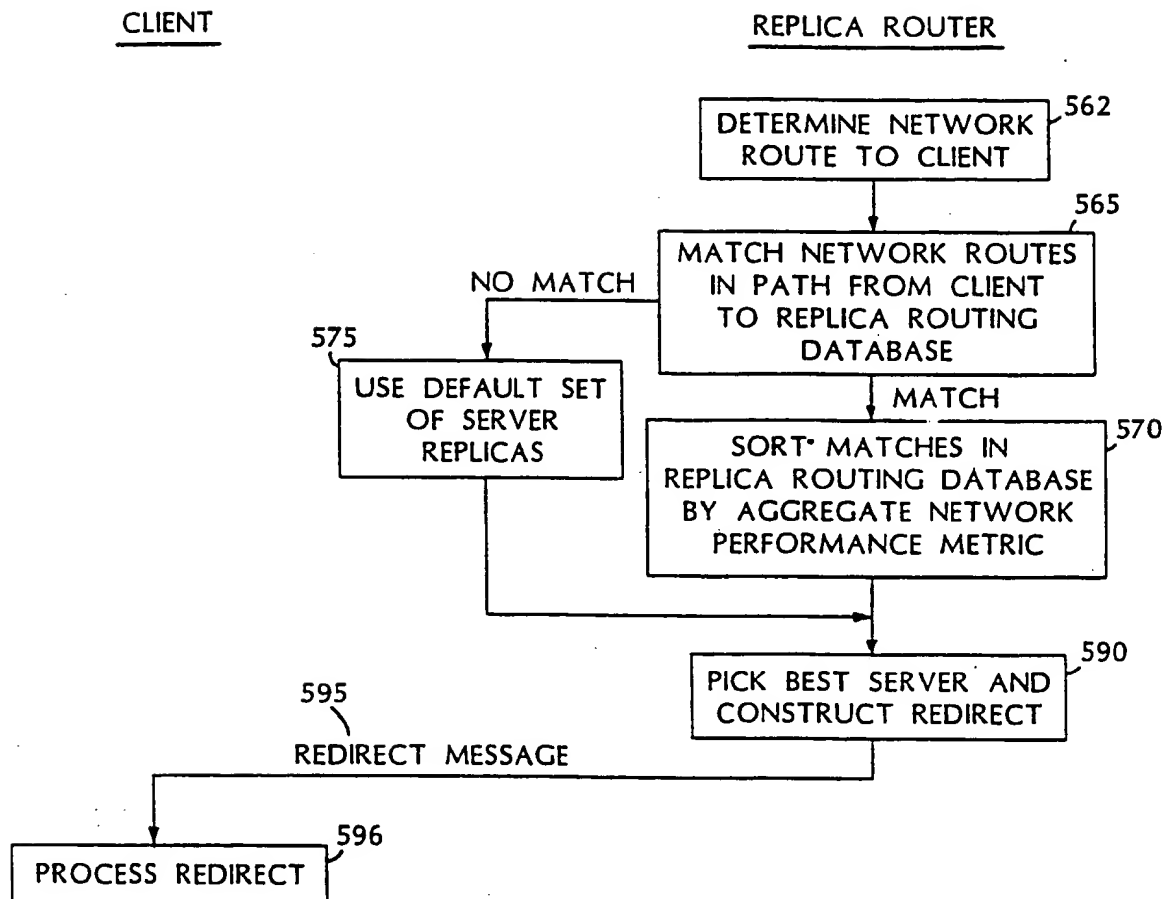 CLIENT
REPLICA ROUTER
562
DETERMINE NETWORK
ROUTE TO CLIENT
565
MATCH NETWORK ROUTES
IN PATH FROM CLIENT
TO REPLICA ROUTING
DATABASE
NO MATCH
575
USE DEFAULT SET
OF SERVER
REPLICAS
MATCH
570
SORT MATCHES IN
REPLICA ROUTING DATABASE
BY AGGREGATE NETWORK
PERFORMANCE METRIC
590
PICK BEST SERVER AND
CONSTRUCT REDIRECT
595
REDIRECT MESSAGE
596
PROCESS REDIRECT